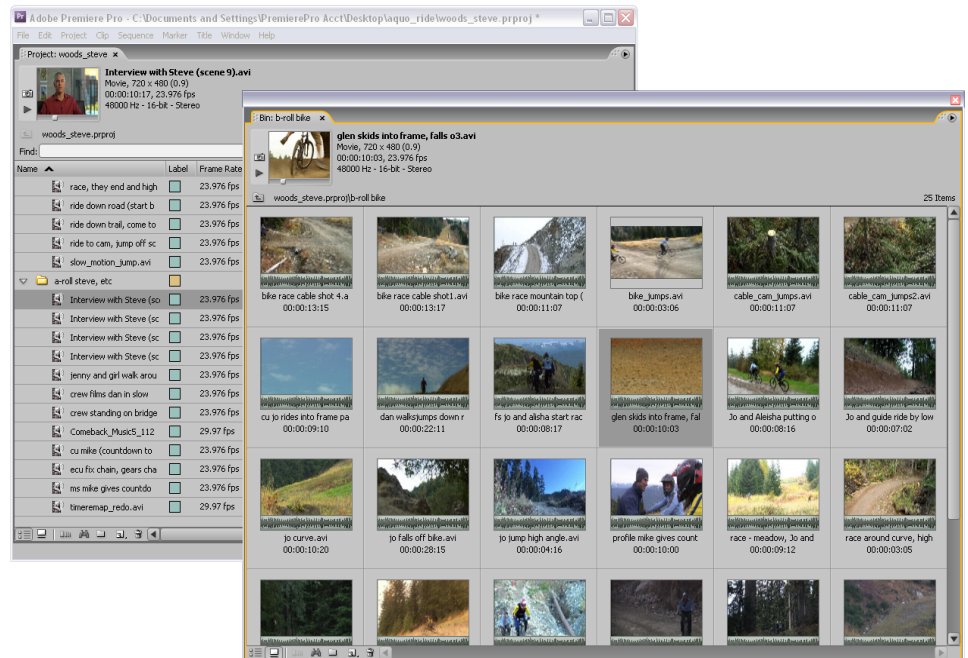 Adobe Premiere Pro - C:\Documents and Settings\PremierePro Acct\Desktop\aquo_ride\woods_steve.prproj *
File Edit Project Clip Sequence Marker Title Window Help
Project: woods_steve ×
Interview with Steve (scene 9).avi
Movie, 720 x 480 (0.9)
00:00:10:17, 23.976 fps
48000 Hz - 16-bit - Stereo
woods_steve.prproj
Find:
Name Label Frame Rate
race, they end and high 23.976 fps
ride down road (start b 23.976 fps
ride down trail, come to 23.976 fps
ride to cam, jump off sc 23.976 fps
slow_motion_jump.avi 23.976 fps
a-roll steve, etc
Interview with Steve (sc 23.976 fps
Interview with Steve (sc 23.976 fps
Interview with Steve (sc 23.976 fps
Interview with Steve (sc 23.976 fps
jenny and girl walk arou 23.976 fps
crew films dan in slow 23.976 fps
crew standing on bridge 23.976 fps
Comeback_Music5_112 29.97 fps
cu mike (countdown to 23.976 fps
ecu fix chain, gears cha 23.976 fps
ms mike gives countdo 23.976 fps
timeremap_redo.avi 29.97 fps
Bin: b-roll bike ×
glen skids into frame, falls o3.avi
Movie, 720 x 480 (0.9)
00:00:10:03, 23.976 fps
48000 Hz - 16-bit - Stereo
woods_steve.prproj\b-roll bike 25 Items
bike race cable shot 4.a bike race cable shot1.avi bike race mountain top ( bike_jumps.avi cable_cam_jumps.avi cable_cam_jumps2.avi
00:00:13:15 00:00:13:17 00:00:11:07 00:00:03:06 00:00:11:07 00:00:11:07
cu jo rides into frame pa dan walksjumps down r fs jo and alisha start rac glen skids into frame, fal Jo and Aleisha putting o Jo and guide ride by low
00:00:09:10 00:00:22:11 00:00:08:17 00:00:10:03 00:00:08:16 00:00:07:02
jo curve.avi jo falls off bike.avi jo jump high angle.avi profile mike gives count race - meadow, Jo and race around curve, high
00:00:10:20 00:00:28:15 00:00:04:16 00:00:10:00 00:00:09:12 00:00:03:05